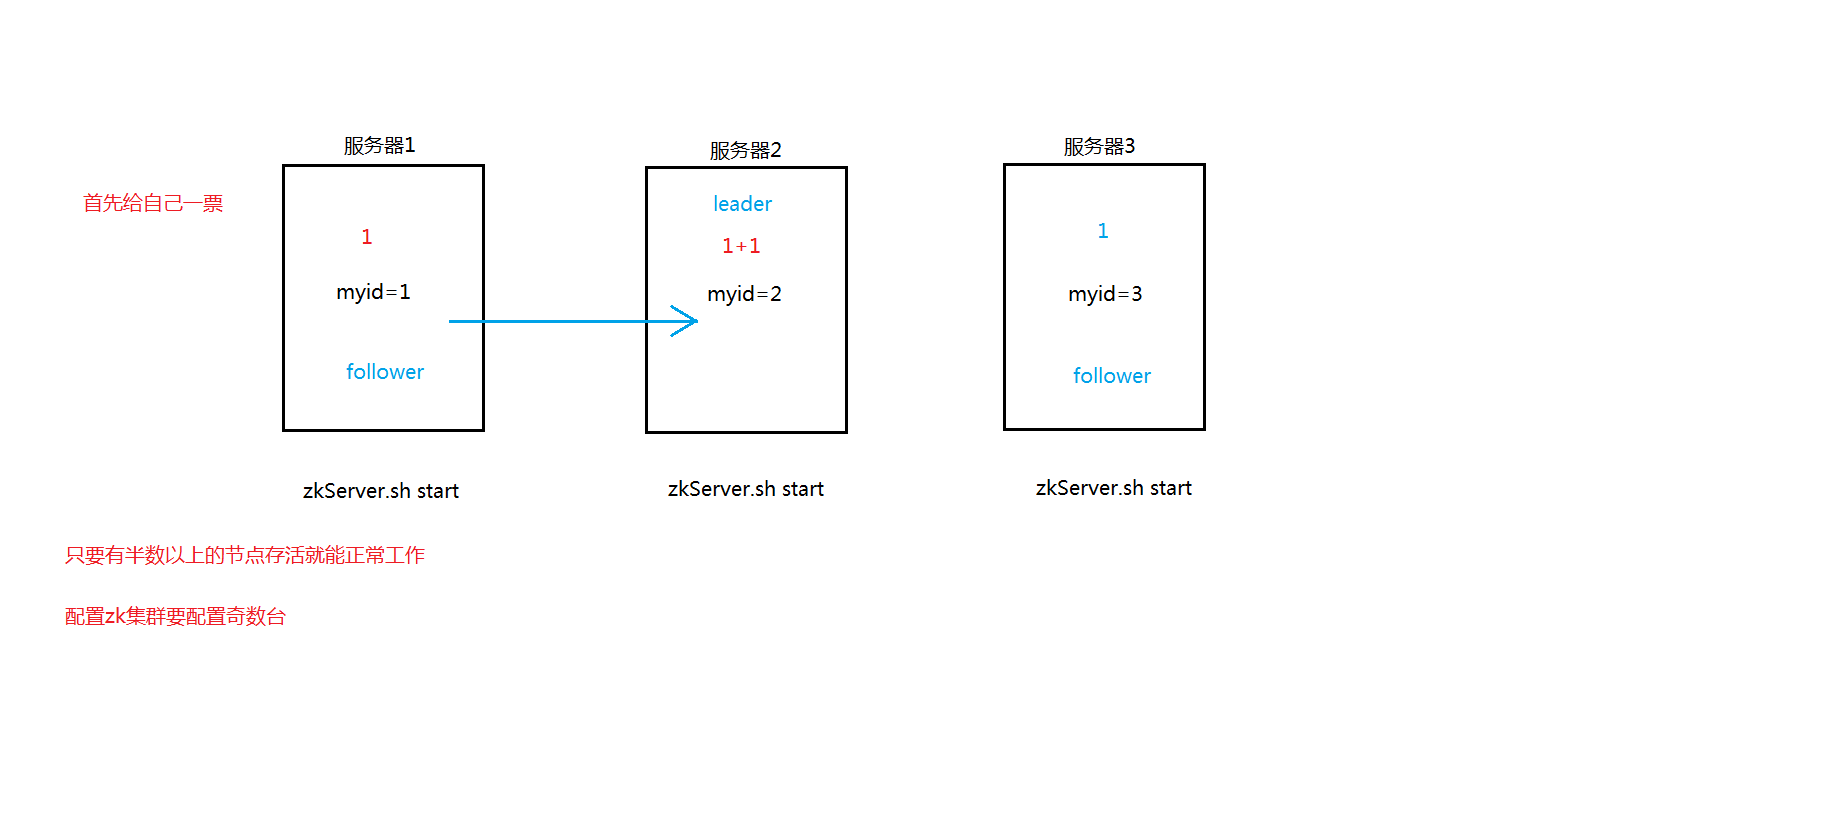 服务器1
服务器2
服务器3
首先给自己一票
leader
1
1+1
1
myid=1
myid=2
myid=3
follower
follower
zkServer.sh start
zkServer.sh start
zkServer.sh start
只要有半数以上的节点存活就能正常工作
配置zk集群要配置奇数台